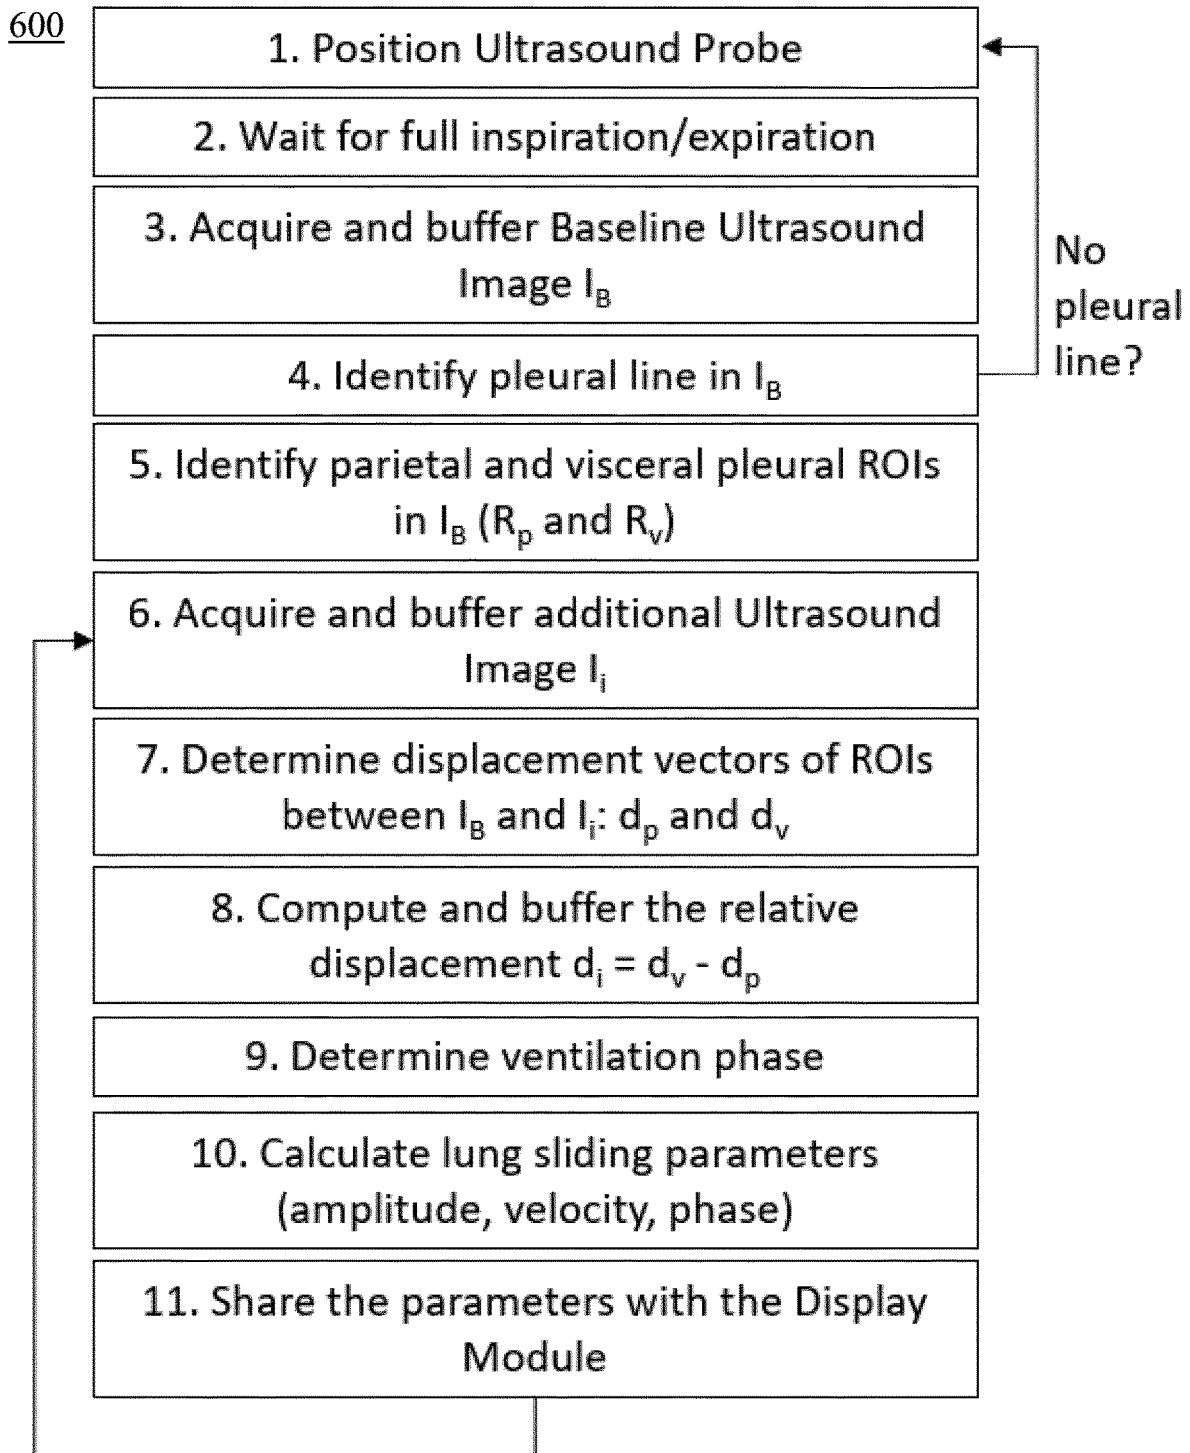 600
1. Position Ultrasound Probe
2. Wait for full inspiration/expiration
3. Acquire and buffer Baseline Ultrasound
Image I_B
No
pleural
line?
4. Identify pleural line in I_B
5. Identify parietal and visceral pleural ROIs
in I_B (R_p and R_v)
6. Acquire and buffer additional Ultrasound
Image I_i
7. Determine displacement vectors of ROIs
between I_B and I_i: d_p and d_v
8. Compute and buffer the relative
displacement d_i = d_v - d_p
9. Determine ventilation phase
10. Calculate lung sliding parameters
(amplitude, velocity, phase)
11. Share the parameters with the Display
Module